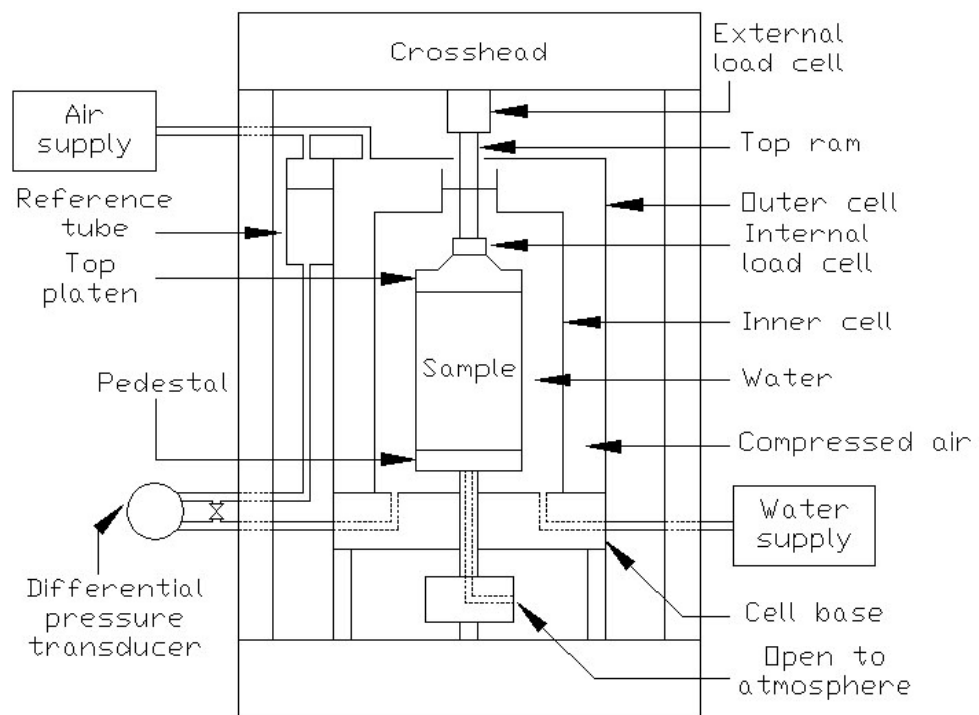 Crosshead
External
load cell
Air
supply
Top ram
Reference
tube
Outer cell
Internal
load cell
Top
platen
Inner cell
Sample
Water
Pedestal
Compressed air
Water
supply
Differential
pressure
transducer
Cell base
Open to
atmosphere